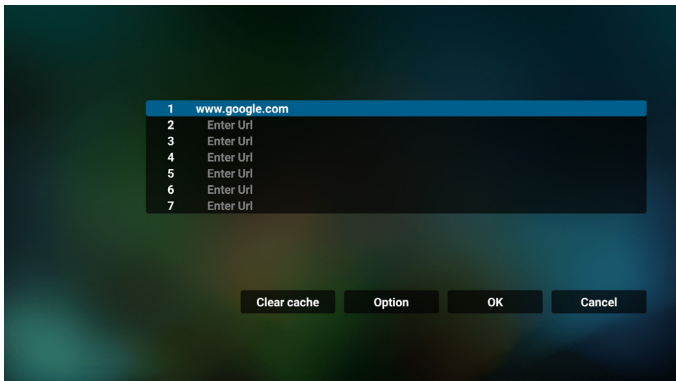 1 www.google.com
2 Enter Url
3 Enter Url
4 Enter Url
5 Enter Url
6 Enter Url
7 Enter Url
Clear cache Option OK Cancel